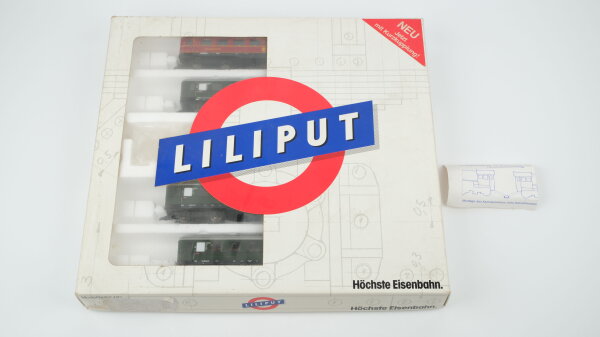 NEU
Jetzt
mit Kurzkupplung!
LILIPUT
Höchste Eisenbahn.
LILIPUT
Höchste Eisenbahn.